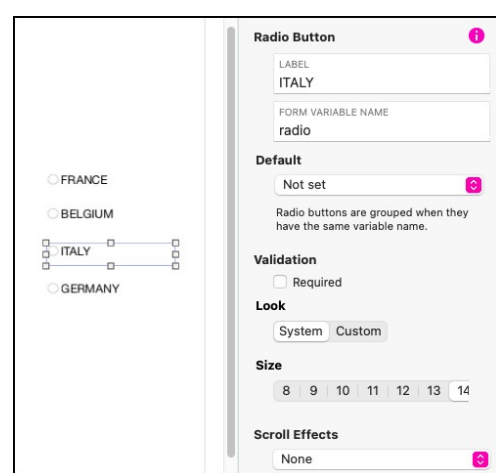 FRANCE
BELGIUM
ITALY
GERMANY
Radio Button
LABEL
ITALY
FORM VARIABLE NAME
radio
Default
Not set
Radio buttons are grouped when they
have the same variable name.
Validation
Required
Look
System Custom
Size
8 9 10 11 12 13 14
Scroll Effects
None